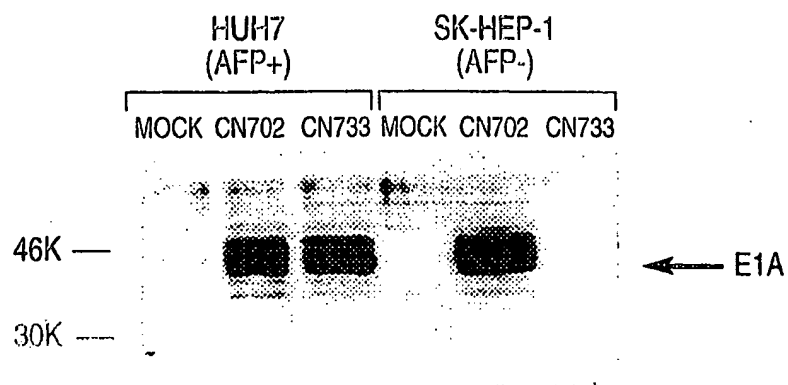 HUH7 SK-HEP-1
(AFP+) (AFP-)
MOCK CN702 CN733 MOCK CN702 CN733
46K
E1A
30K